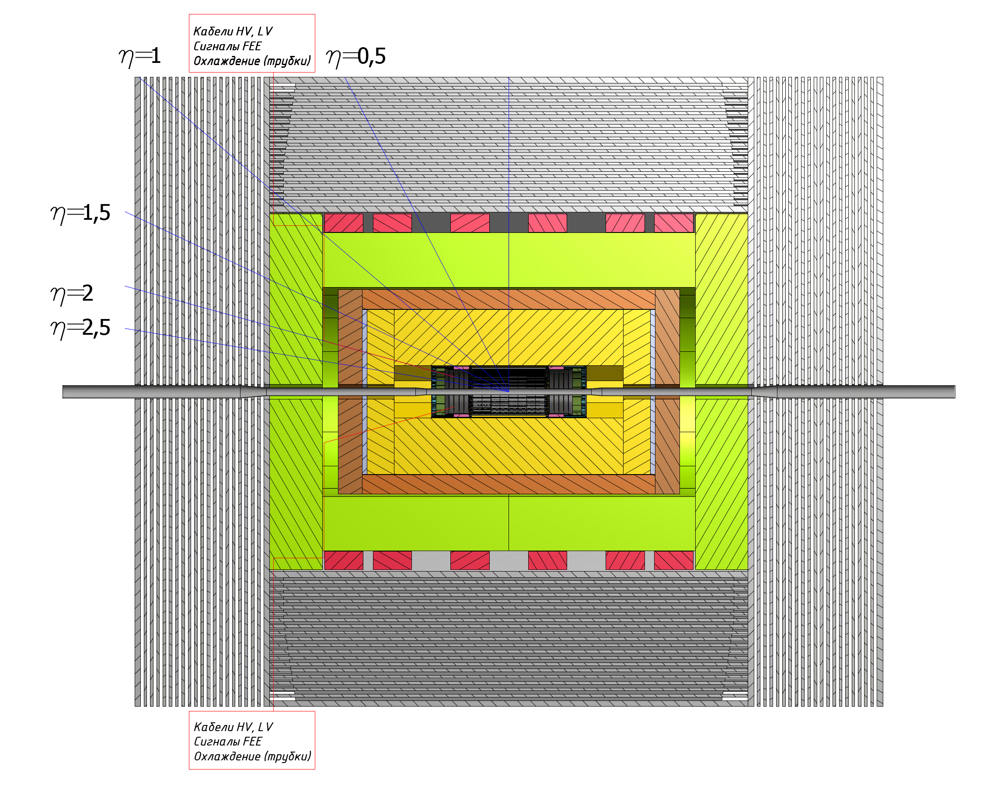 Кабели HV, LV
Сигналы FEE
Охлаждение (трубки)
η=1
η=0,5
η=1,5
η=2
η=2,5
Кабели HV, LV
Сигналы FEE
Охлаждение (трубки)